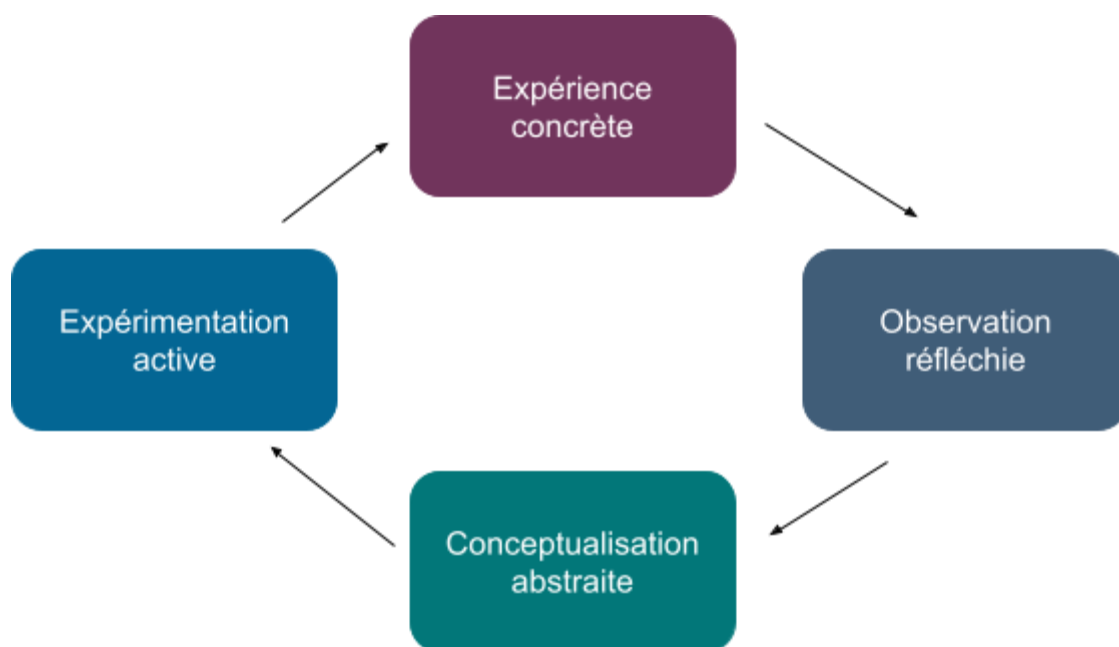 Expérience
concrète
Expérimentation
active
Observation
réfléchie
Conceptualisation
abstraite